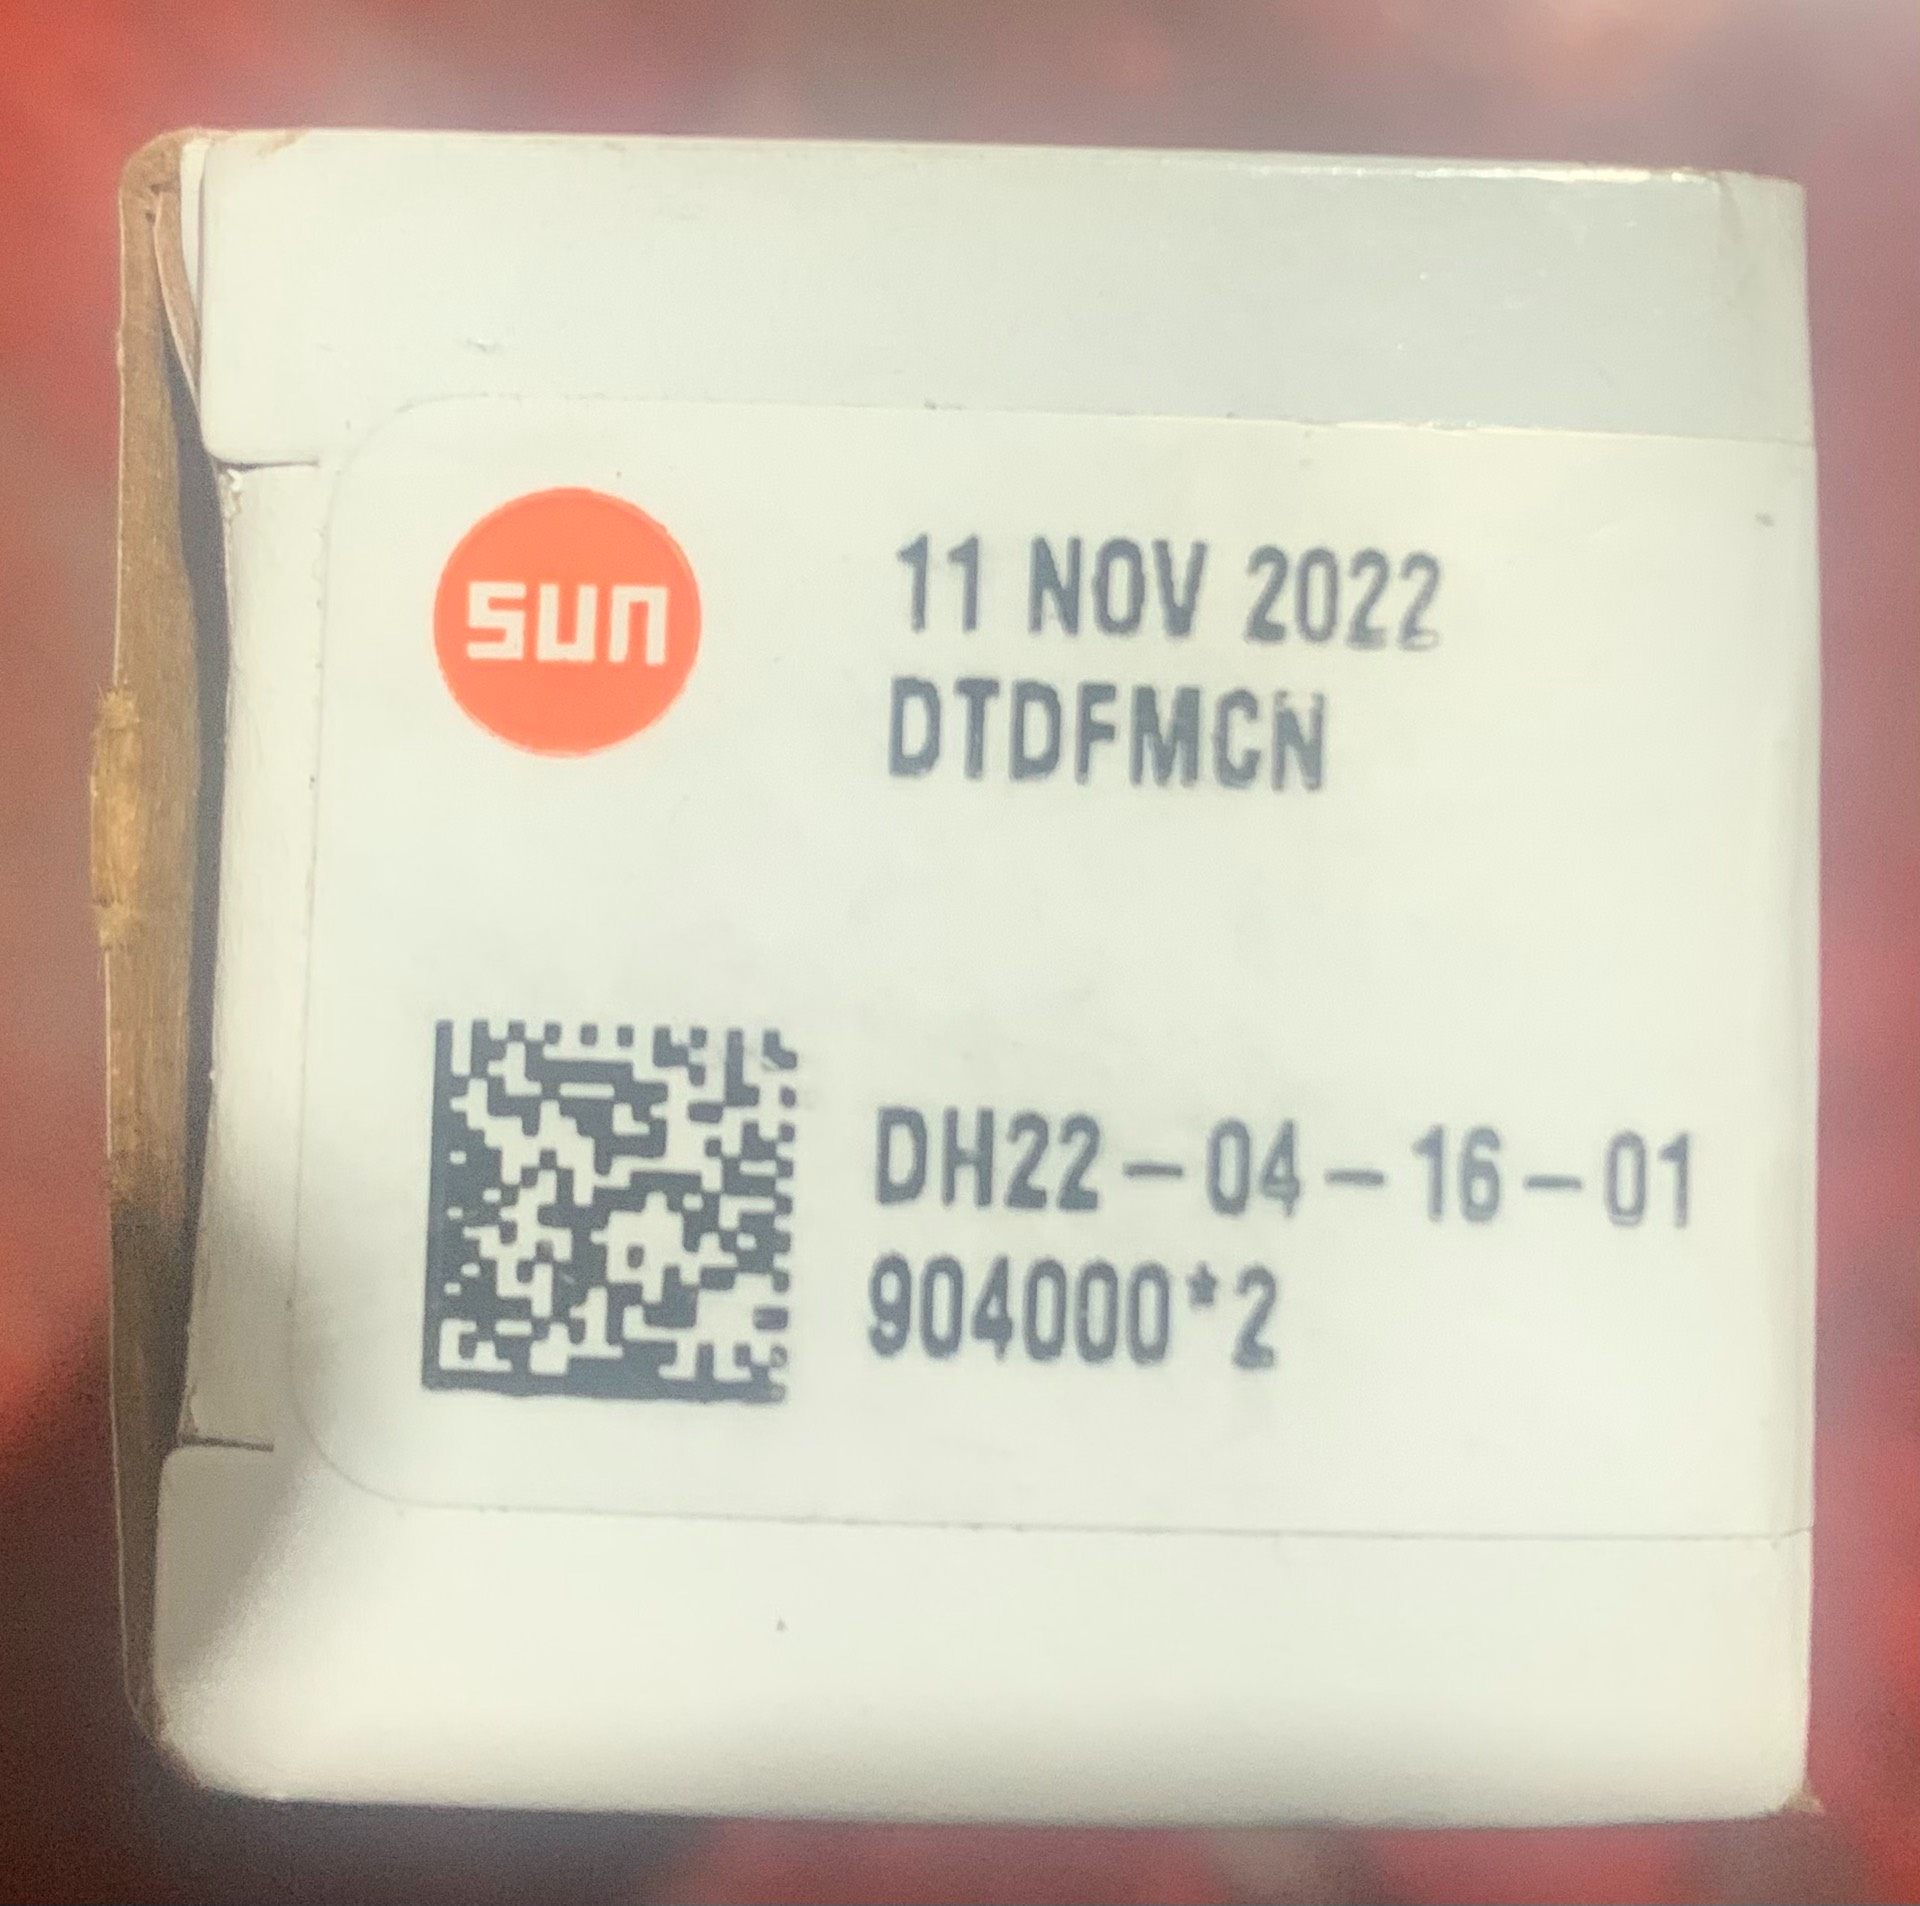 sun
11 NOV 2022
DTDFMCN
DH22-04-16-01
904000*2